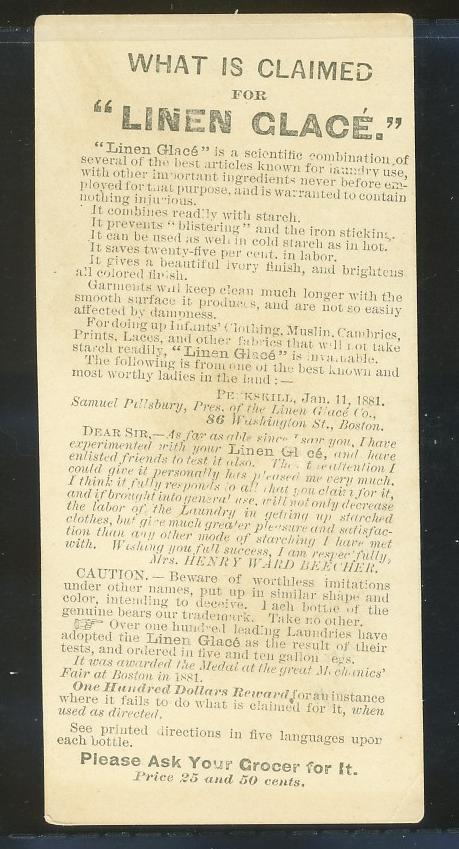 WHAT IS CLAIMED
FOR
"LINEN GLACÉ."
"Linen Glacé" is a scientific combination of
several of the best articles known for laundry use,
with other important ingredients never before em-
ployed for that purpose, and is warranted to contain
nothing injurious.
It combines readily with starch.
It prevents "blistering" and the iron sticking.
It can be used as well in cold starch as in hot.
It saves twenty-five per cent. in labor.
It gives a beautiful ivory finish, and brightens
all colored finish.
Garments will keep clean much longer with the
smooth surface it produces, and are not so easily
affected by dampness.
For doing up Infants' Clothing, Muslin, Cambrics,
Prints, Laces, and other fabrics that will not take
starch readily, "Linen Glacé" is invaluable.
The following is from one of the best known and
most worthy ladies in the land:—
PEEKSKILL, Jan. 11, 1881.
Samuel Pillsbury, Pres. of the Linen Glacé Co.,
86 Washington St., Boston.
DEAR SIR,—As far as able since I saw you, I have
experimented with your Linen Glacé, and have
enlisted friends to test it also. The attention I
could give it personally has pleased me very much.
I think it fully responds to all that you claim for it,
and if brought into general use, will not only decrease
the labor of the Laundry in getting up starched
clothes, but give much greater pleasure and satisfac-
tion than any other mode of starching I have met
with. Wishing you full success, I am respectfully,
Mrs. HENRY WARD BEECHER.
CAUTION.—Beware of worthless imitations
under other names, put up in similar shape and
color, intending to deceive. Each bottle of the
genuine bears our trademark. Take no other.
☞ Over one hundred leading Laundries have
adopted the Linen Glacé as the result of their
tests, and ordered in five and ten gallon kegs.
It was awarded the Medal at the great Mechanics'
Fair at Boston in 1881.
One Hundred Dollars Reward for an instance
where it fails to do what is claimed for it, when
used as directed.
See printed directions in five languages upon
each bottle.
Please Ask Your Grocer for It.
Price 25 and 50 cents.